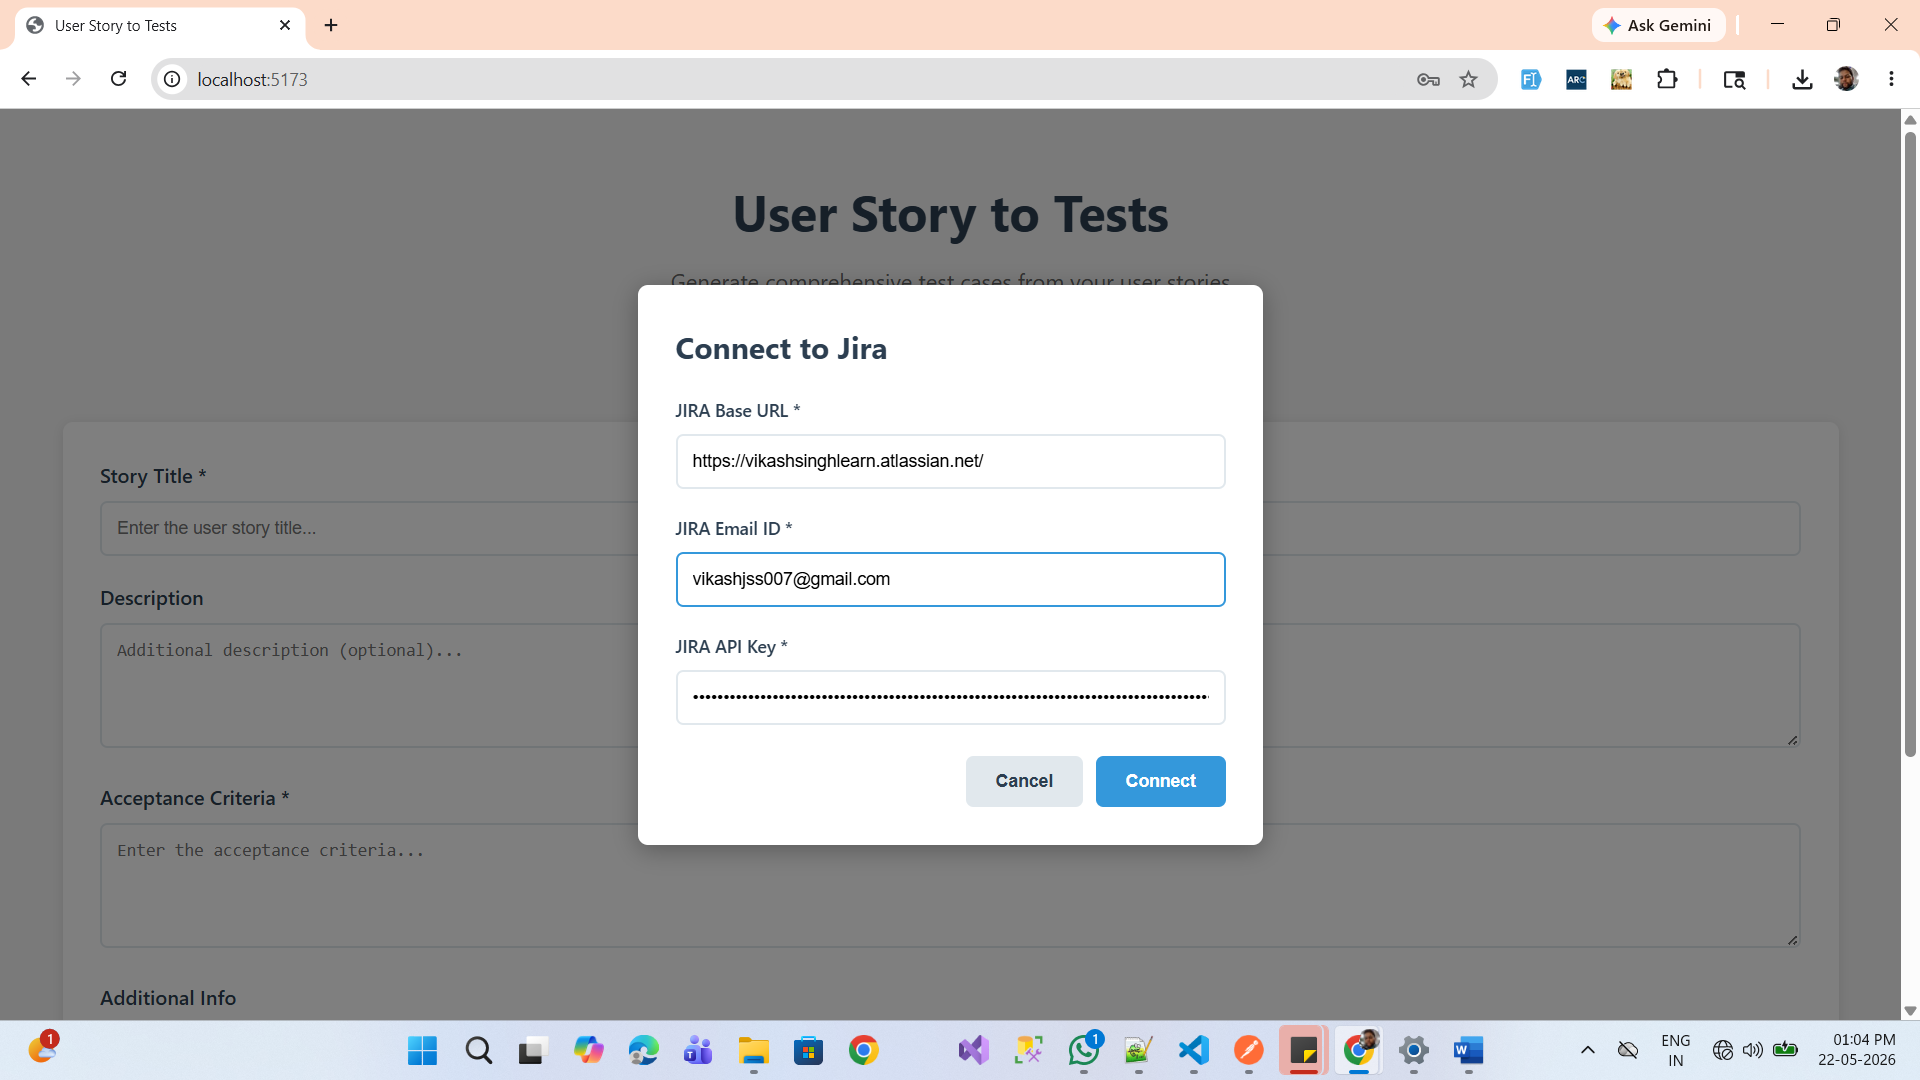 User Story to Tests
Ask Gemini
localhost:5173
ARC
User Story to Tests
Generate comprehensive test cases from your user stories
Connect to Jira
JIRA Base URL *
https://vikashsinghlearn.atlassian.net/
JIRA Email ID *
vikashjss007@gmail.com
JIRA API Key *
Cancel
Connect
Story Title *
Enter the user story title...
Description
Additional description (optional)...
Acceptance Criteria *
Enter the acceptance criteria...
Additional Info
1
1
ENG
IN
01:04 PM
22-05-2026